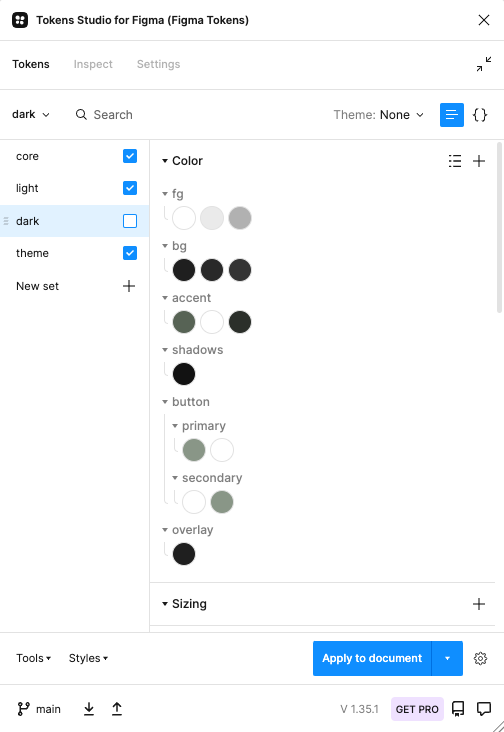 Tokens Studio for Figma (Figma Tokens)
Tokens Inspect Settings
dark Search Theme: None
core
light
dark
theme
New set
Color
fg
bg
accent
shadows
button
primary
secondary
overlay
Sizing
Tools Styles Apply to document
main V 1.35.1 GET PRO